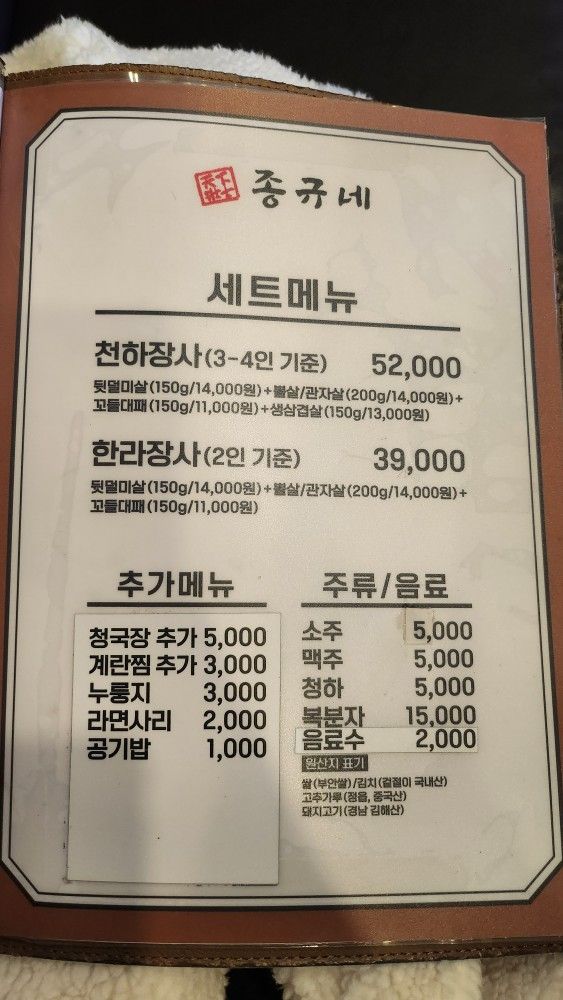 종규네
세트메뉴
천하장사(3-4인 기준) 52,000
뒷덜미살(150g/14,000원)+뽈살/관자살(200g/14,000원)+
꼬들대패(150g/11,000원)+생삼겹살(150g/13,000원)
한라장사(2인 기준) 39,000
뒷덜미살(150g/14,000원)+뽈살/관자살(200g/14,000원)+
꼬들대패(150g/11,000원)
추가메뉴
청국장 추가 5,000
계란찜 추가 3,000
누룽지 3,000
라면사리 2,000
공기밥 1,000
주류/음료
소주 5,000
맥주 5,000
청하 5,000
복분자 15,000
음료수 2,000
원산지 표기
쌀(부안쌀)/김치(겉절이 국내산)
고추가루(정읍, 중국산)
돼지고기(경남 김해산)